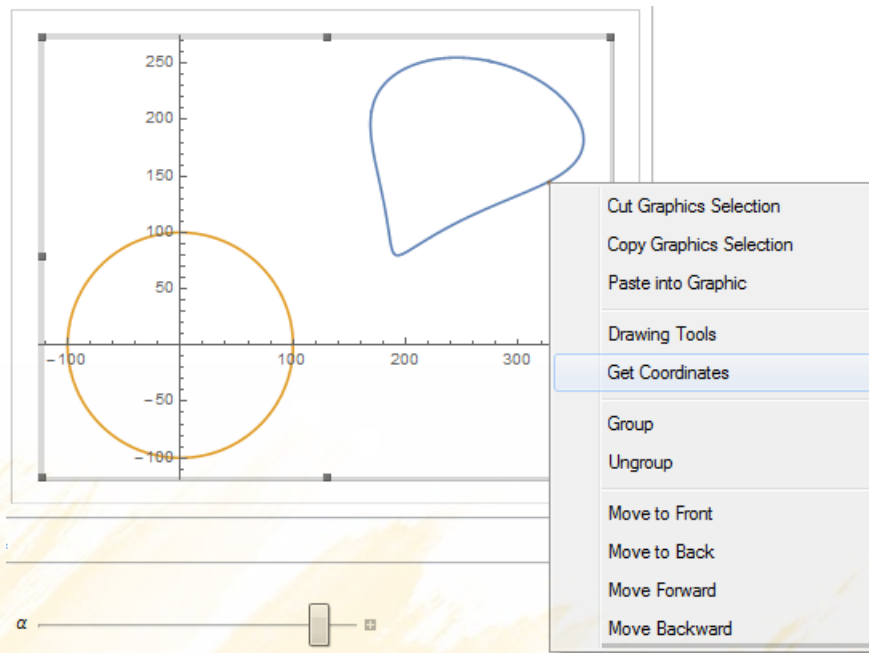 250
200
150
100
50
-100
100
200
300
-50
-100
Cut Graphics Selection
Copy Graphics Selection
Paste into Graphic
Drawing Tools
Get Coordinates
Group
Ungroup
Move to Front
Move to Back
Move Forward
Move Backward
α